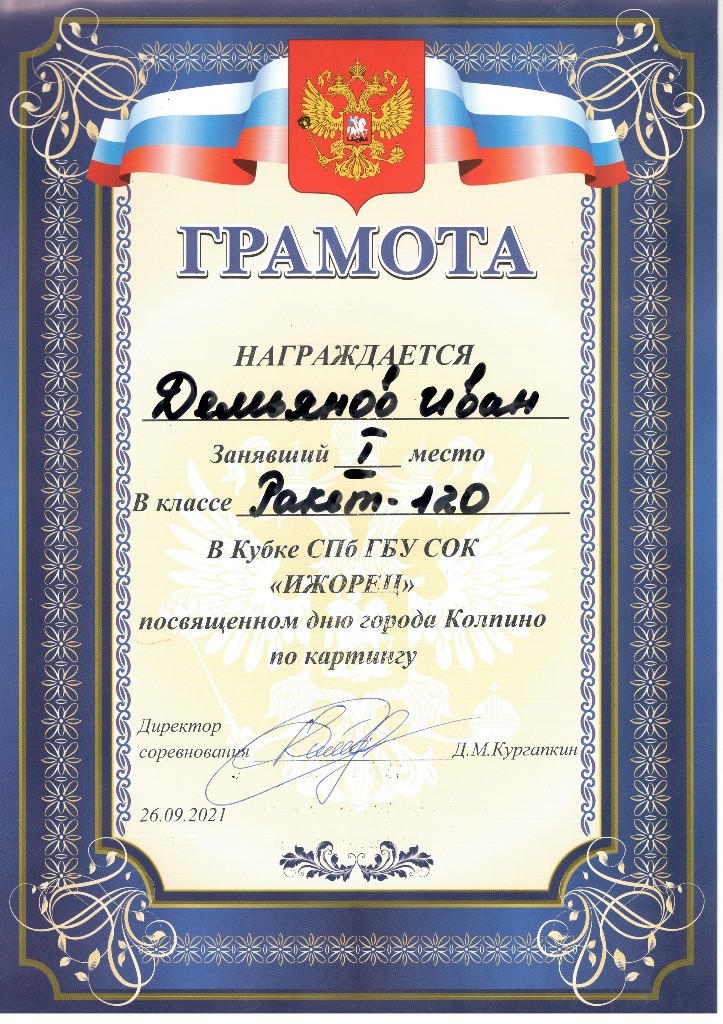 ГРАМОТА
НАГРАЖДАЕТСЯ
Демьянов Иван
Занявший I место
В классе Ракет-120
В Кубке СПб ГБУ СОК
«ИЖОРЕЦ»
посвященном дню города Колпино
по картингу
Директор
соревнования Д.М.Кургапкин
26.09.2021